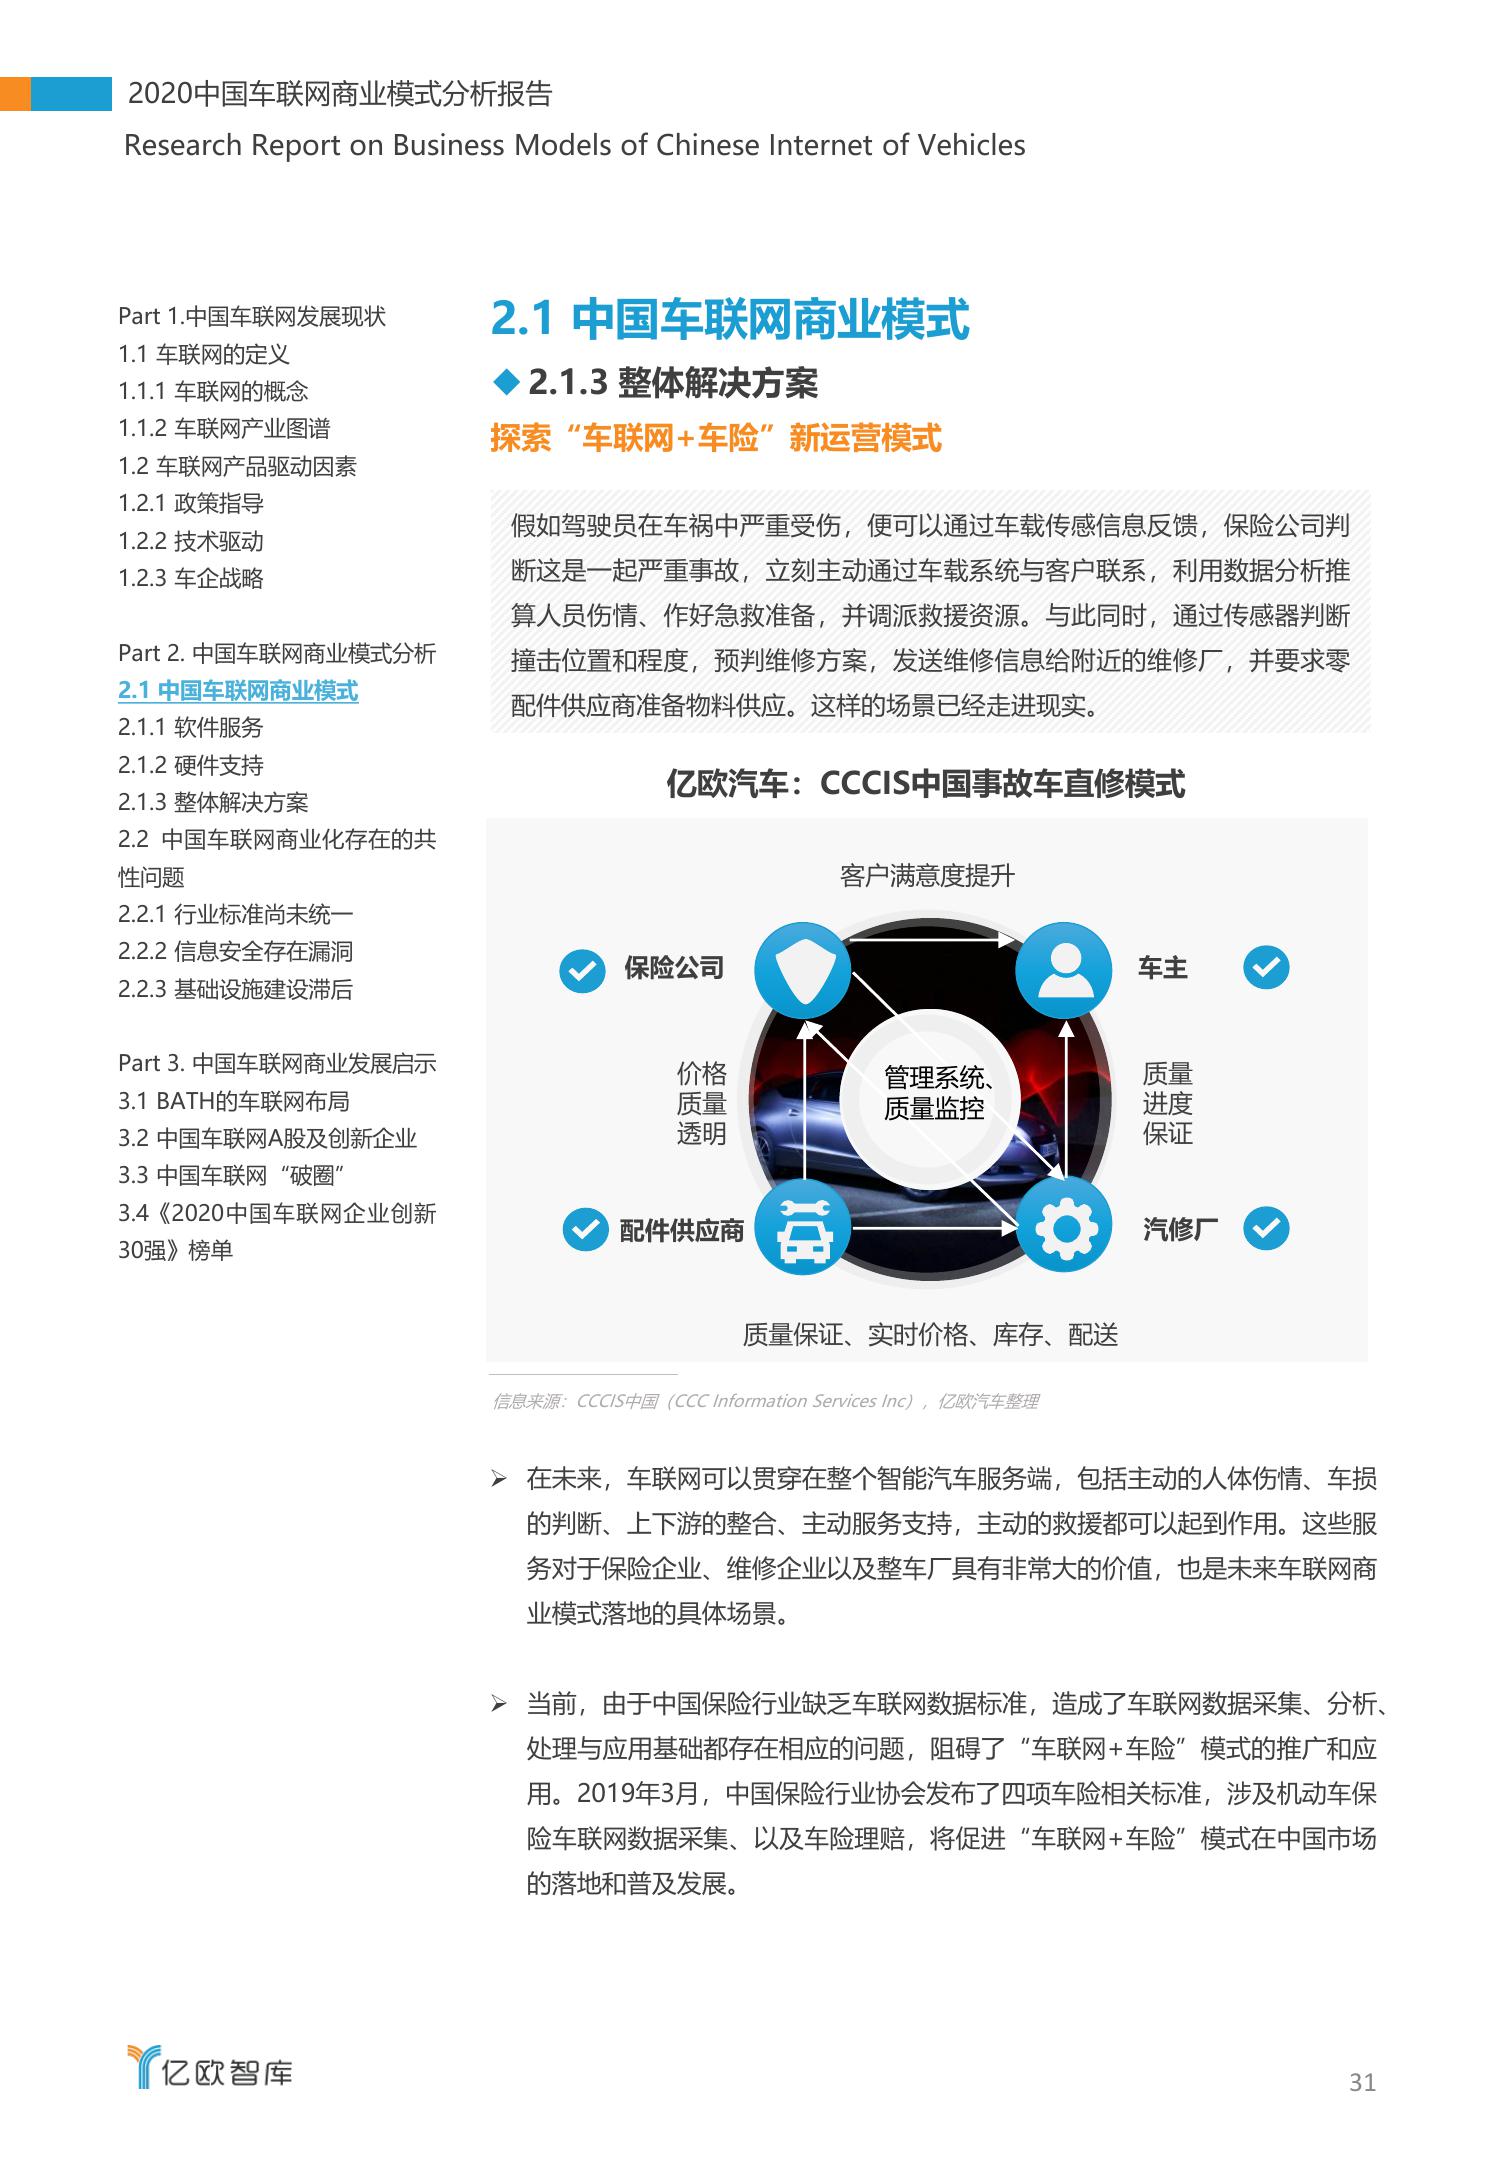 2020中国车联网商业模式分析报告
Research Report on Business Models of Chinese Internet of Vehicles
Part 1.中国车联网发展现状
1.1 车联网的定义
1.1.1 车联网的概念
1.1.2 车联网产业图谱
1.2 车联网产品驱动因素
1.2.1 政策指导
1.2.2 技术驱动
1.2.3 车企战略
Part 2. 中国车联网商业模式分析
2.1 中国车联网商业模式
2.1.1 软件服务
2.1.2 硬件支持
2.1.3 整体解决方案
2.2 中国车联网商业化存在的共
性问题
2.2.1 行业标准尚未统一
2.2.2 信息安全存在漏洞
2.2.3 基础设施建设滞后
Part 3. 中国车联网商业发展启示
3.1 BATH的车联网布局
3.2 中国车联网A股及创新企业
3.3 中国车联网“破圈”
3.4《2020中国车联网企业创新
30强》榜单
2.1 中国车联网商业模式
◆ 2.1.3 整体解决方案
探索“车联网+车险”新运营模式
假如驾驶员在车祸中严重受伤，便可以通过车载传感信息反馈，保险公司判
断这是一起严重事故，立刻主动通过车载系统与客户联系，利用数据分析推
算人员伤情、作好急救准备，并调派救援资源。与此同时，通过传感器判断
撞击位置和程度，预判维修方案，发送维修信息给附近的维修厂，并要求零
配件供应商准备物料供应。这样的场景已经走进现实。
亿欧汽车：CCCIS中国事故车直修模式
客户满意度提升
保险公司
车主
价格
质量
透明
管理系统、
质量监控
质量
进度
保证
配件供应商
汽修厂
质量保证、实时价格、库存、配送
信息来源：CCCIS中国（CCC Information Services Inc），亿欧汽车整理
➢ 在未来，车联网可以贯穿在整个智能汽车服务端，包括主动的人体伤情、车损
的判断、上下游的整合、主动服务支持，主动的救援都可以起到作用。这些服
务对于保险企业、维修企业以及整车厂具有非常大的价值，也是未来车联网商
业模式落地的具体场景。
➢ 当前，由于中国保险行业缺乏车联网数据标准，造成了车联网数据采集、分析、
处理与应用基础都存在相应的问题，阻碍了“车联网+车险”模式的推广和应
用。2019年3月，中国保险行业协会发布了四项车险相关标准，涉及机动车保
险车联网数据采集、以及车险理赔，将促进“车联网+车险”模式在中国市场
的落地和普及发展。
亿欧智库
31